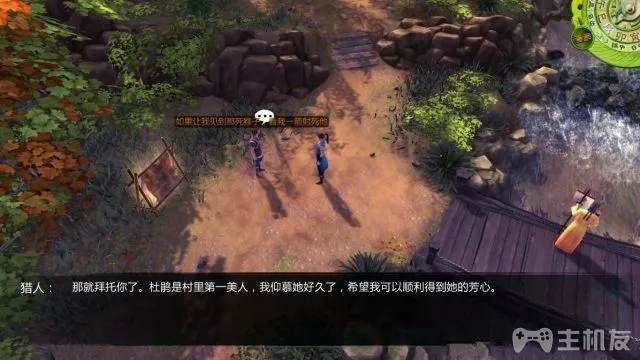 如果让我见到那死猴子 看我一箭射死他
猎人： 那就拜托你了。杜鹃是村里第一美人，我仰慕她好久了，希望我可以顺利得到她的芳心。
主机友